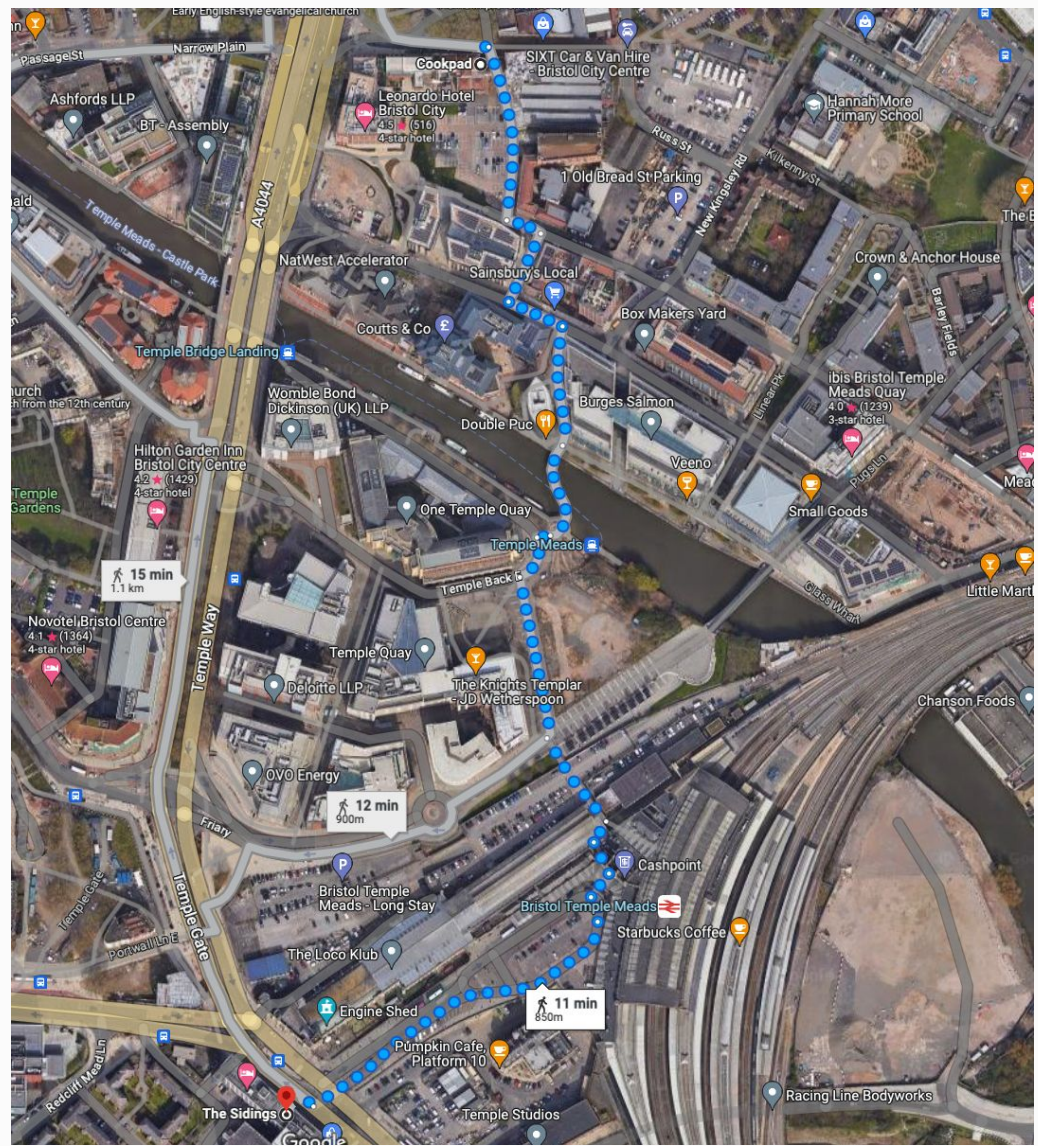 Early English-style evangelical church
Passage St
Narrow Plain
Cookpad
SIXT Car & Van Hire
- Bristol City Centre
Ashfords LLP
BT - Assembly
Leonardo Hotel
Bristol City
4.5 ★ (516)
4-star hotel
Hannah More
Primary School
Russ St
Kilkenny St
1 Old Bread St Parking
New Kingsley Rd
A4044
Temple Meads - Castle Park
The B
NatWest Accelerator
Sainsbury's Local
Crown & Anchor House
Barley Fields
Coutts & Co
Box Makers Yard
Temple Bridge Landing
Womble Bond
Dickinson (UK) LLP
ibis Bristol Temple
Meads Quay
4.0 ★ (1239)
3-star hotel
Linear Pk
Double Puc
Burges Salmon
Hilton Garden Inn
Bristol City Centre
4.2 ★ (1429)
4-star hotel
Veeno
Plugs Ln
Mead
Temple
Gardens
One Temple Quay
Small Goods
Temple Meads
15 min
1.1 km
Temple Back E
Glass Wharf
Little Mart
Novotel Bristol Centre
4.1 ★ (1364)
4-star hotel
Temple Way
Temple Quay
Deloitte LLP
The Knights Templar
- JD Wetherspoon
Chanson Foods
OVO Energy
12 min
900m
Friary
P
Bristol Temple
Meads - Long Stay
Cashpoint
Temple Gate
Temple Gate
Bristol Temple Meads
Starbucks Coffee
Portwall Ln E
The Loco Klub
11 min
850m
Engine Shed
Pumpkin Cafe,
Platform 10
Redcliff Mead Ln
The Sidings
Racing Line Bodyworks
Temple Studios
Google